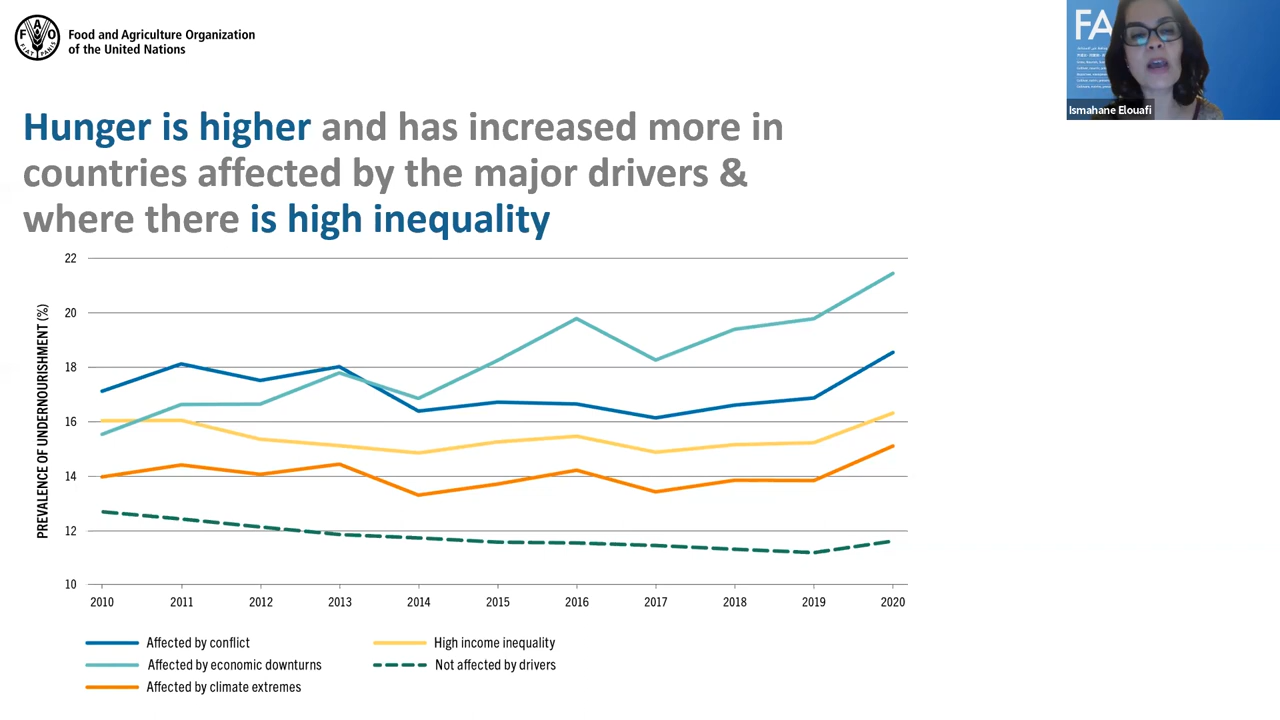 Food and Agriculture Organization
of the United Nations
FA
Ismahane Elouafi
Hunger is higher and has increased more in
countries affected by the major drivers &
where there is high inequality
PREVALENCE OF UNDERNOURISHMENT (%)
22
20
18
16
14
12
10
2010 2011 2012 2013 2014 2015 2016 2017 2018 2019 2020
Affected by conflict
Affected by economic downturns
Affected by climate extremes
High income inequality
Not affected by drivers